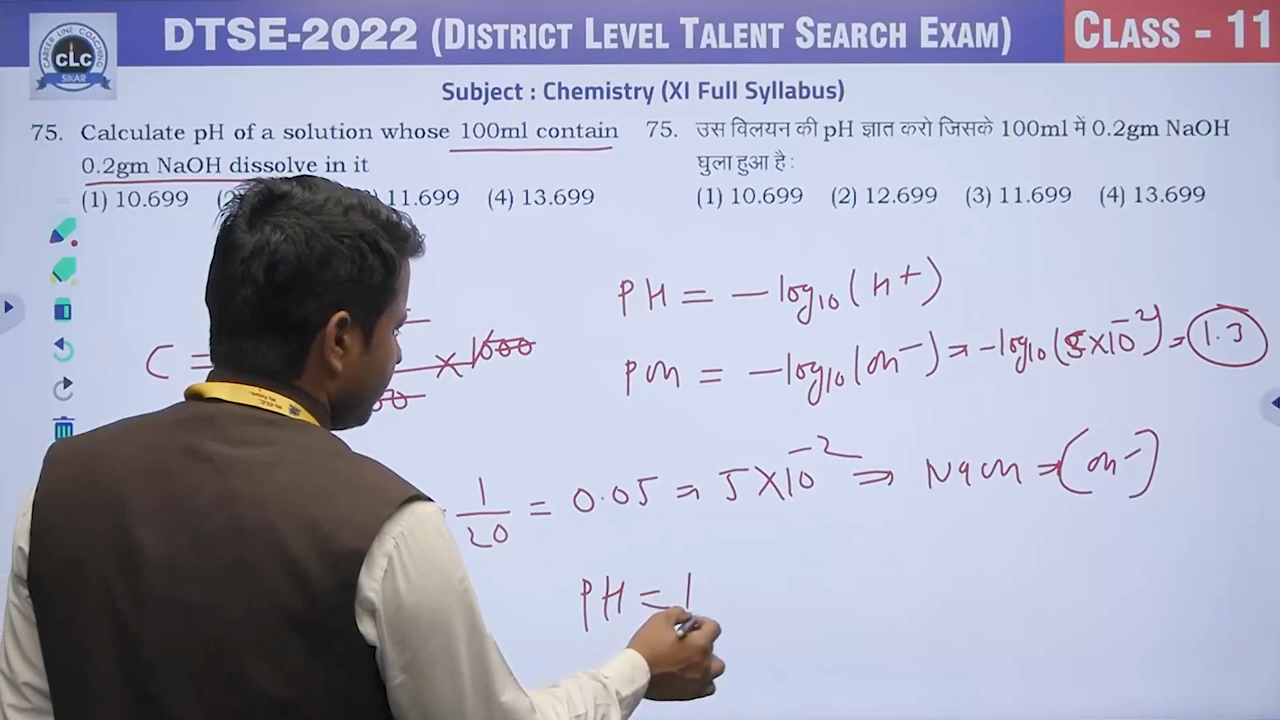 DTSE-2022 (DISTRICT LEVEL TALENT SEARCH EXAM)
CLASS - 11
CAREER LINE COACHING
CLC
SIKAR
Subject : Chemistry (XI Full Syllabus)
75. Calculate pH of a solution whose 100ml contain
0.2gm NaOH dissolve in it
(1) 10.699 (2 11.699 (4) 13.699
75. उस विलयन की pH ज्ञात करो जिसके 100ml में 0.2gm NaOH
घुला हुआ है :
(1) 10.699 (2) 12.699 (3) 11.699 (4) 13.699
PH = -log10(H+)
C = × 1000
POH = -log10(OH-) ⇒ -log10(5×10-2) = 1.3
1/20 = 0.05 ⇒ 5×10-2 ⇒ NaOH ⇒ (OH-)
PH = 1